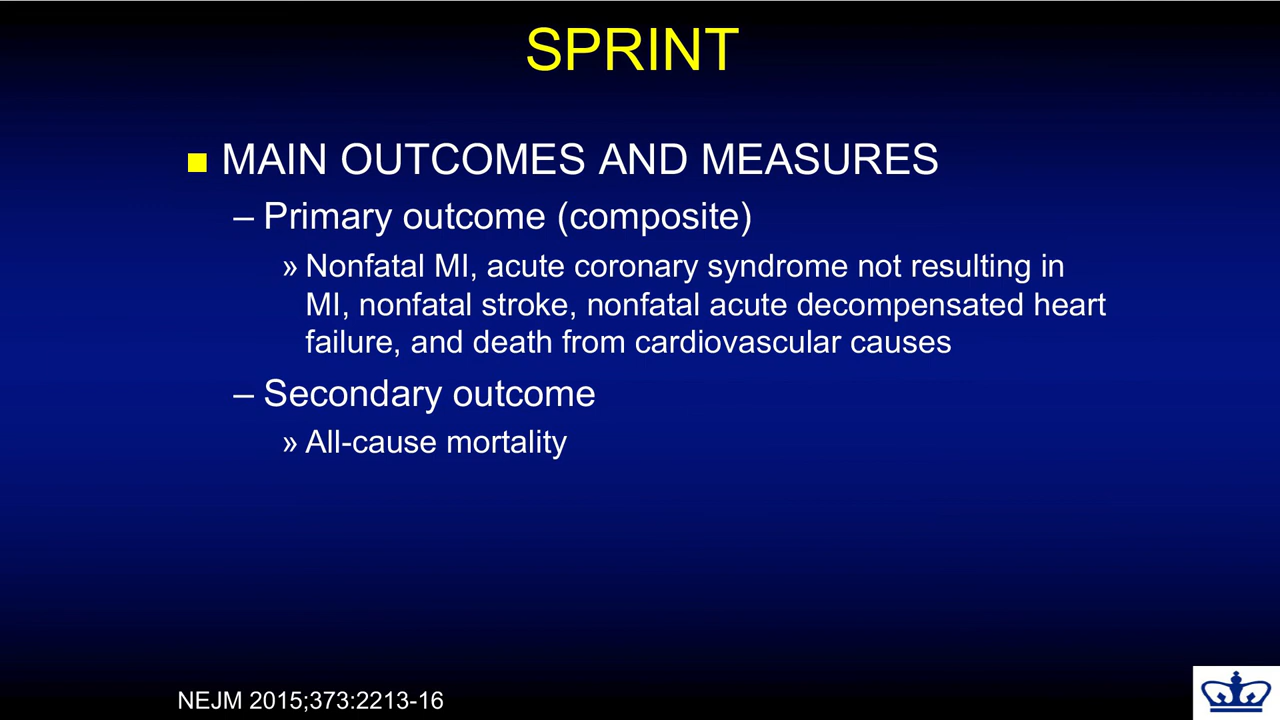 SPRINT
■ MAIN OUTCOMES AND MEASURES
– Primary outcome (composite)
» Nonfatal MI, acute coronary syndrome not resulting in
MI, nonfatal stroke, nonfatal acute decompensated heart
failure, and death from cardiovascular causes
– Secondary outcome
» All-cause mortality
NEJM 2015;373:2213-16